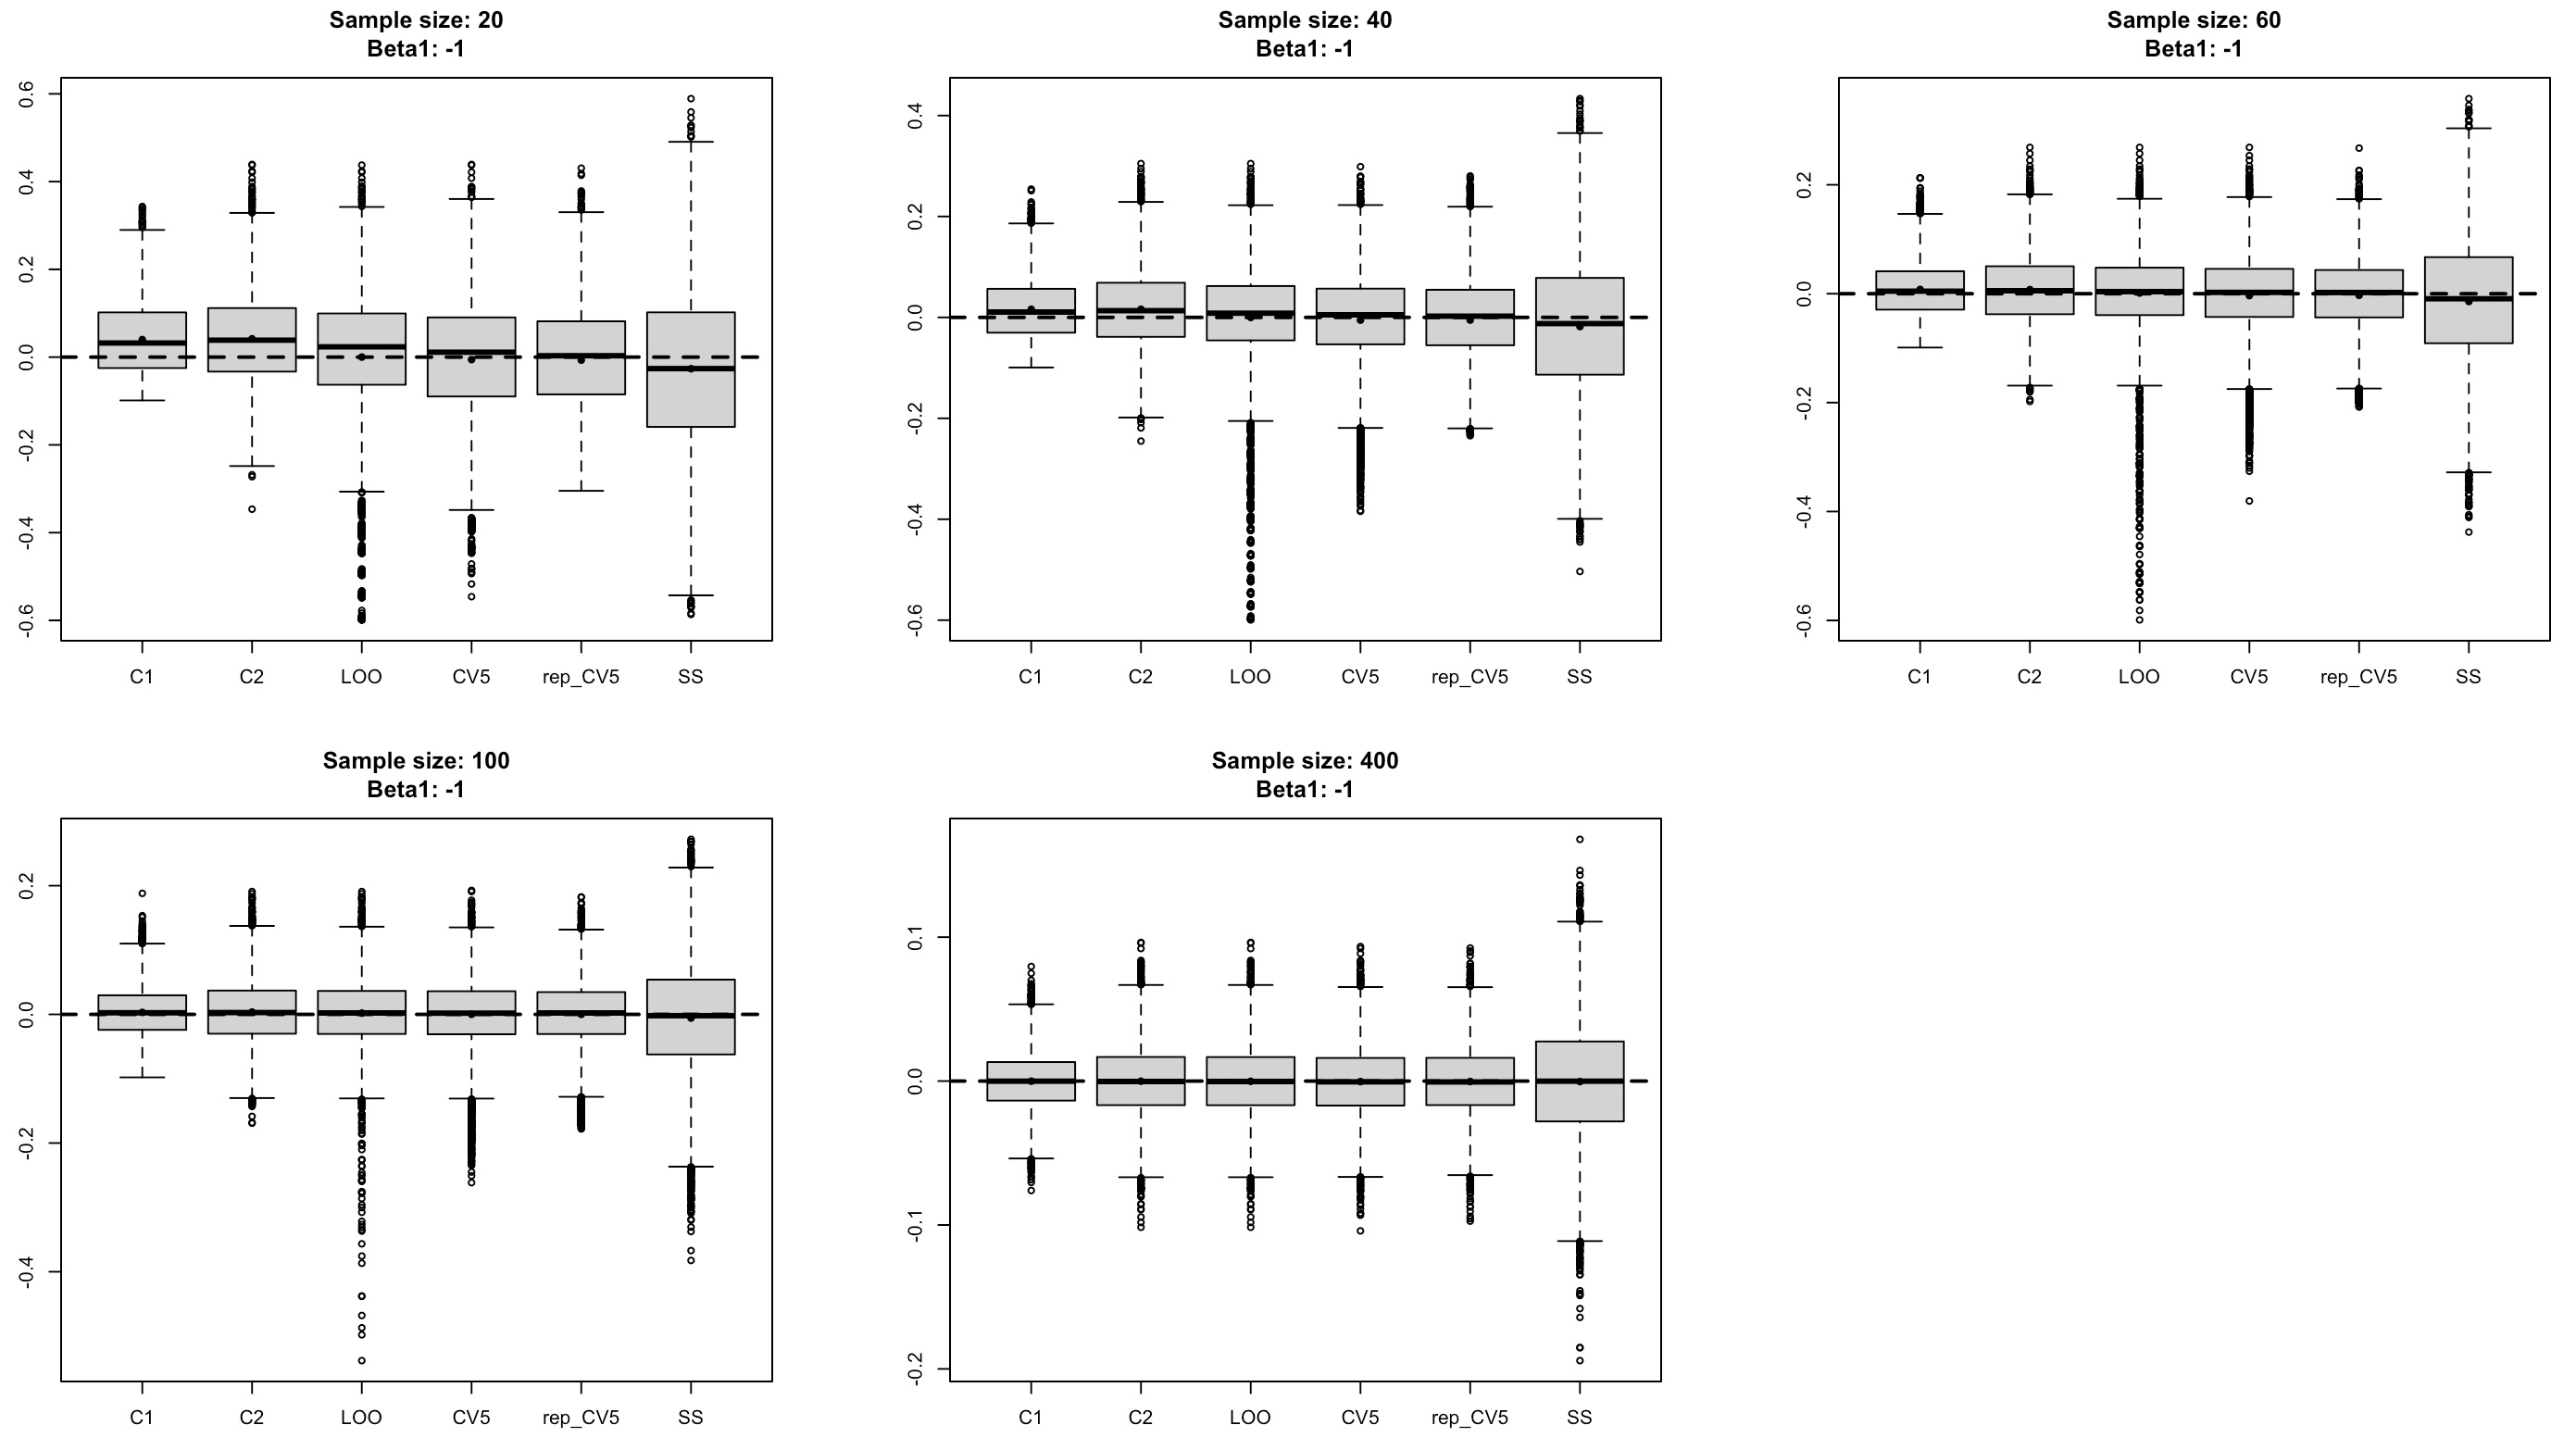 Sample size: 20
Beta1: -1
0.6
0.4
0.2
0.0
-0.2
-0.4
-0.6
C1 C2 LOO CV5 rep_CV5 SS
Sample size: 40
Beta1: -1
0.4
0.2
0.0
-0.2
-0.4
-0.6
C1 C2 LOO CV5 rep_CV5 SS
Sample size: 60
Beta1: -1
0.2
0.0
-0.2
-0.4
-0.6
C1 C2 LOO CV5 rep_CV5 SS
Sample size: 100
Beta1: -1
0.2
0.0
-0.2
-0.4
C1 C2 LOO CV5 rep_CV5 SS
Sample size: 400
Beta1: -1
0.1
0.0
-0.1
-0.2
C1 C2 LOO CV5 rep_CV5 SS